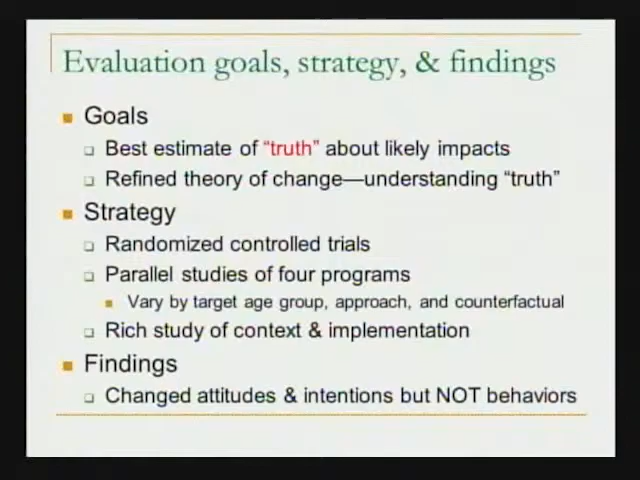 Evaluation goals, strategy, & findings
Goals
Best estimate of “truth” about likely impacts
Refined theory of change—understanding “truth”
Strategy
Randomized controlled trials
Parallel studies of four programs
Vary by target age group, approach, and counterfactual
Rich study of context & implementation
Findings
Changed attitudes & intentions but NOT behaviors